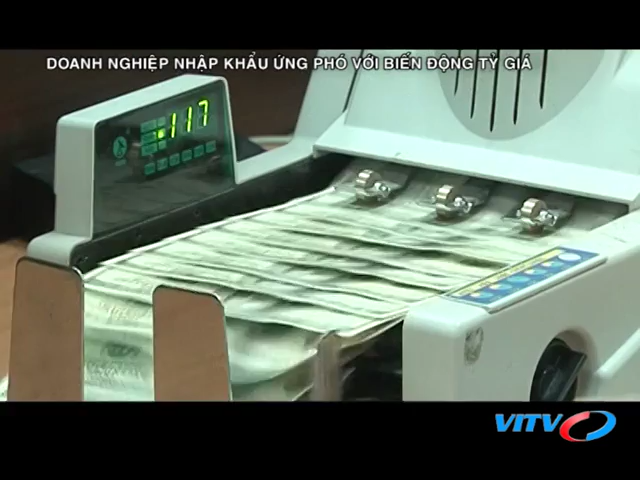 DOANH NGHIỆP NHẬP KHẨU ỨNG PHÓ VỚI BIẾN ĐỘNG TỶ GIÁ
117
VITV